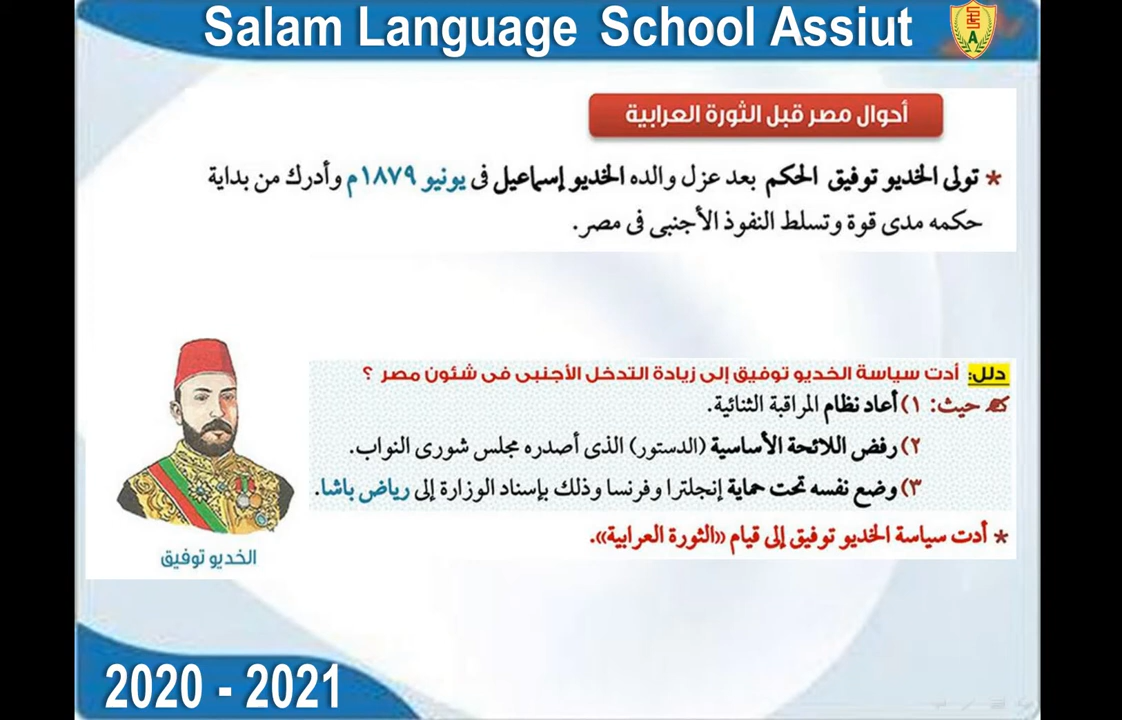 Salam Language School Assiut
أحوال مصر قبل الثورة العرابية
* تولى الخديو توفيق الحكم بعد عزل والده الخديو إسماعيل فى يونيو ١٨٧٩م وأدرك من بداية
حكمه مدى قوة وتسلط النفوذ الأجنبى فى مصر.
دلل: أدت سياسة الخديو توفيق إلى زيادة التدخل الأجنبى فى شئون مصر ؟
حيث: ١) أعاد نظام المراقبة الثنائية.
٢) رفض اللائحة الأساسية (الدستور) الذى أصدره مجلس شورى النواب.
٣) وضع نفسه تحت حماية إنجلترا وفرنسا وذلك بإسناد الوزارة إلى رياض باشا.
* أدت سياسة الخديو توفيق إلى قيام «الثورة العرابية».
الخديو توفيق
2020 - 2021